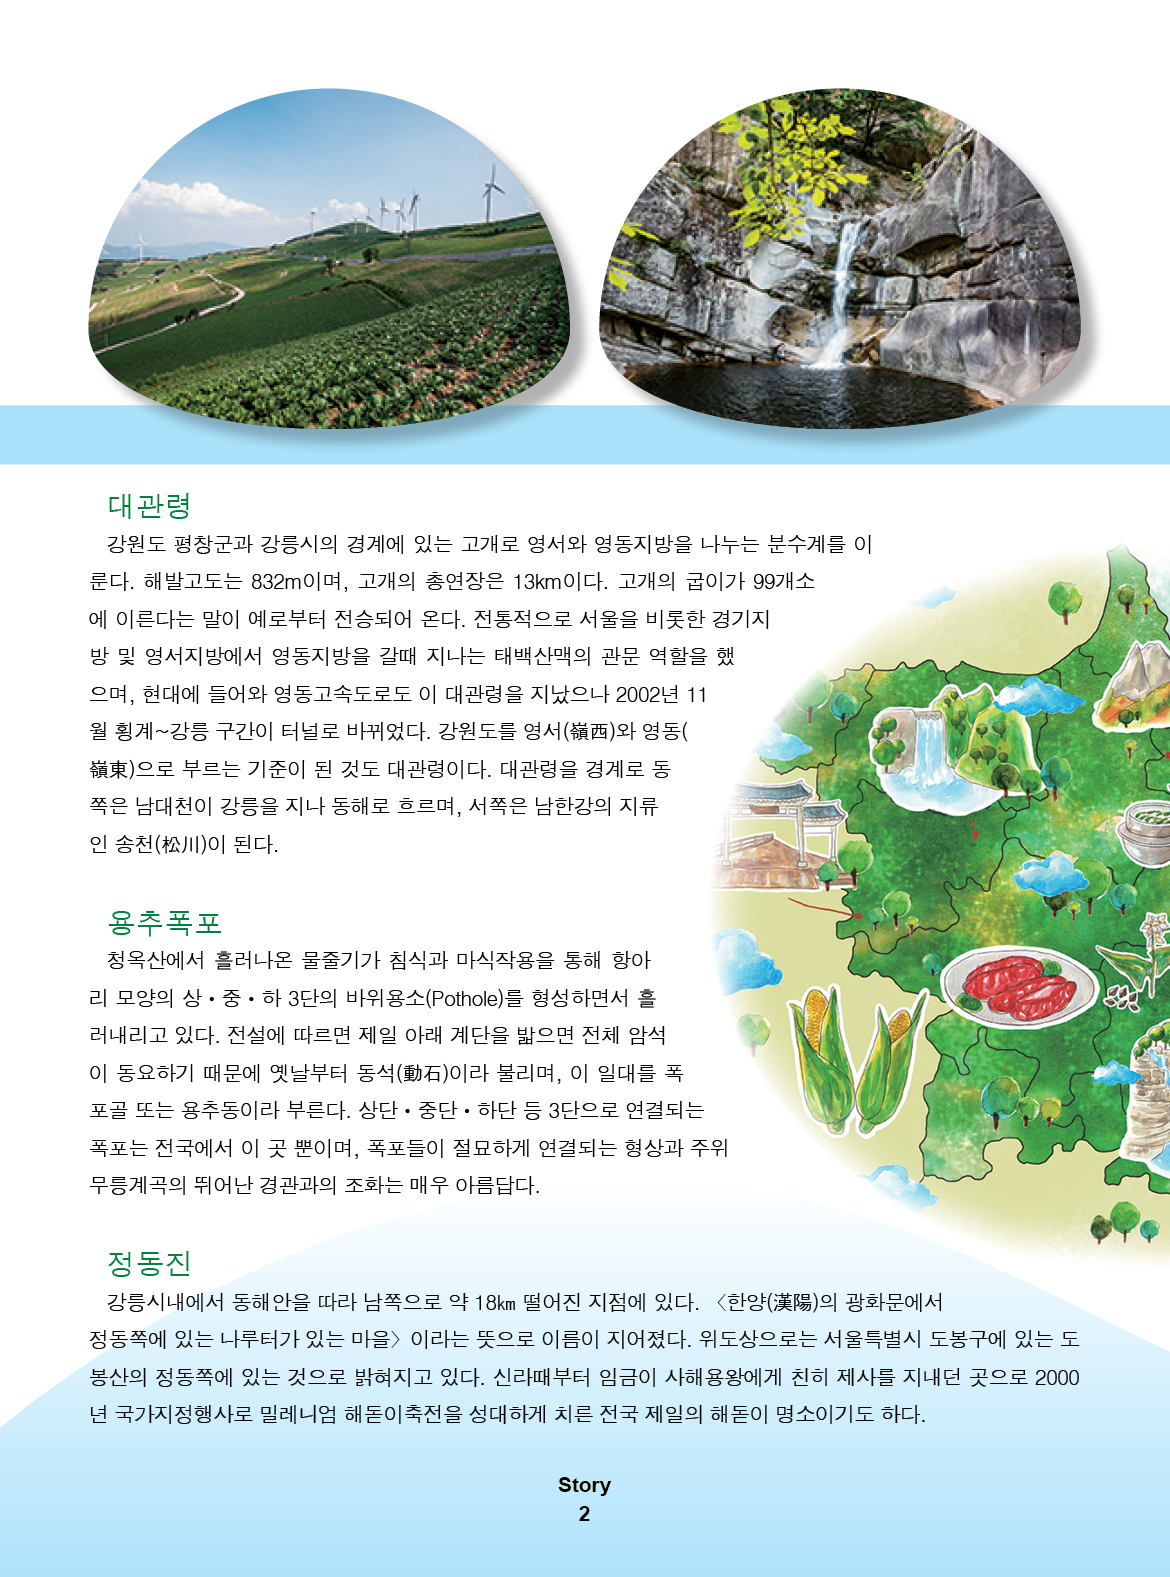 대관령
강원도 평창군과 강릉시의 경계에 있는 고개로 영서와 영동지방을 나누는 분수계를 이
룬다. 해발고도는 832m이며, 고개의 총연장은 13km이다. 고개의 굽이가 99개소
에 이른다는 말이 예로부터 전승되어 온다. 전통적으로 서울을 비롯한 경기지
방 및 영서지방에서 영동지방을 갈때 지나는 태백산맥의 관문 역할을 했
으며, 현대에 들어와 영동고속도로도 이 대관령을 지났으나 2002년 11
월 횡계~강릉 구간이 터널로 바뀌었다. 강원도를 영서(嶺西)와 영동(
嶺東)으로 부르는 기준이 된 것도 대관령이다. 대관령을 경계로 동
쪽은 남대천이 강릉을 지나 동해로 흐르며, 서쪽은 남한강의 지류
인 송천(松川)이 된다.
용추폭포
청옥산에서 흘러나온 물줄기가 침식과 마식작용을 통해 항아
리 모양의 상 • 중 • 하 3단의 바위용소(Pothole)를 형성하면서 흘
러내리고 있다. 전설에 따르면 제일 아래 계단을 밟으면 전체 암석
이 동요하기 때문에 옛날부터 동석(動石)이라 불리며, 이 일대를 폭
포골 또는 용추동이라 부른다. 상단 • 중단 • 하단 등 3단으로 연결되는
폭포는 전국에서 이 곳 뿐이며, 폭포들이 절묘하게 연결되는 형상과 주위
무릉계곡의 뛰어난 경관과의 조화는 매우 아름답다.
정동진
강릉시내에서 동해안을 따라 남쪽으로 약 18㎞ 떨어진 지점에 있다. 〈한양(漢陽)의 광화문에서
정동쪽에 있는 나루터가 있는 마을〉이라는 뜻으로 이름이 지어졌다. 위도상으로는 서울특별시 도봉구에 있는 도
봉산의 정동쪽에 있는 것으로 밝혀지고 있다. 신라때부터 임금이 사해용왕에게 친히 제사를 지내던 곳으로 2000
년 국가지정행사로 밀레니엄 해돋이축전을 성대하게 치른 전국 제일의 해돋이 명소이기도 하다.
Story
2